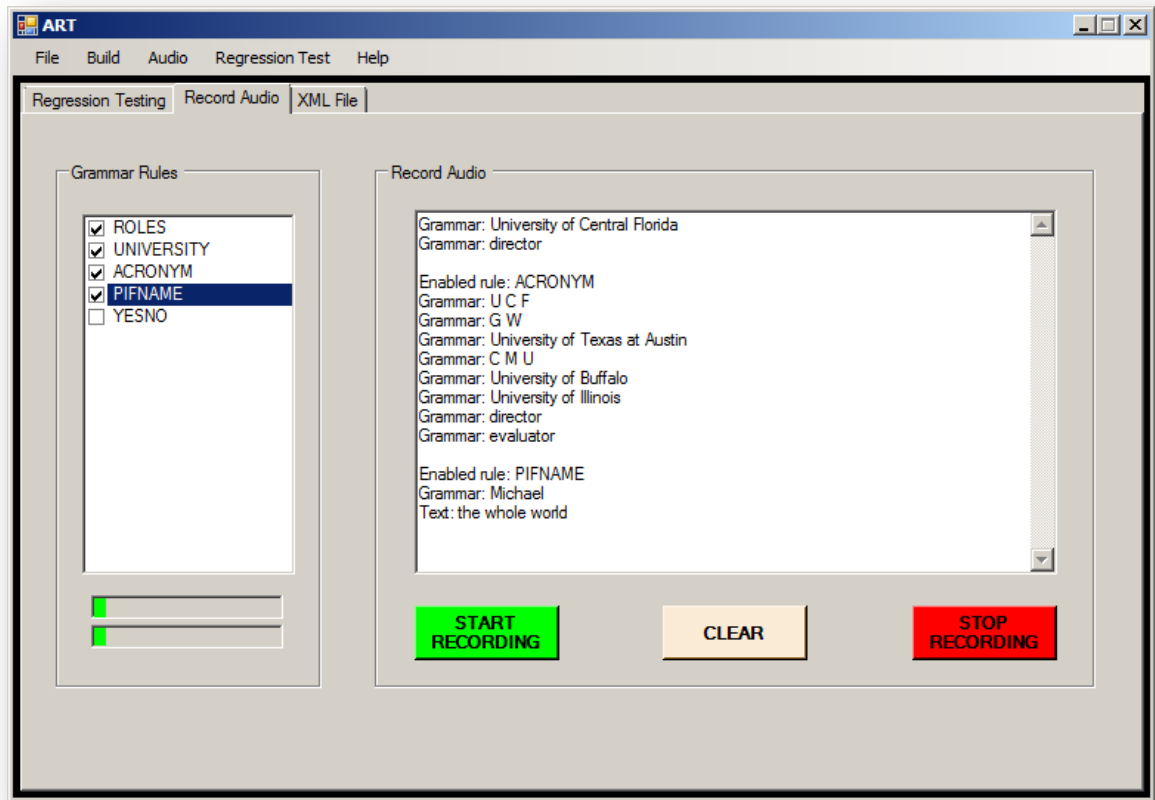 ART
File Build Audio Regression Test Help
Regression Testing Record Audio XML File
Grammar Rules
ROLES
UNIVERSITY
ACRONYM
PIFNAME
YESNO
Record Audio
Grammar: University of Central Florida
Grammar: director
Enabled rule: ACRONYM
Grammar: U C F
Grammar: G W
Grammar: University of Texas at Austin
Grammar: C M U
Grammar: University of Buffalo
Grammar: University of Illinois
Grammar: director
Grammar: evaluator
Enabled rule: PIFNAME
Grammar: Michael
Text: the whole world
START
RECORDING
CLEAR
STOP
RECORDING